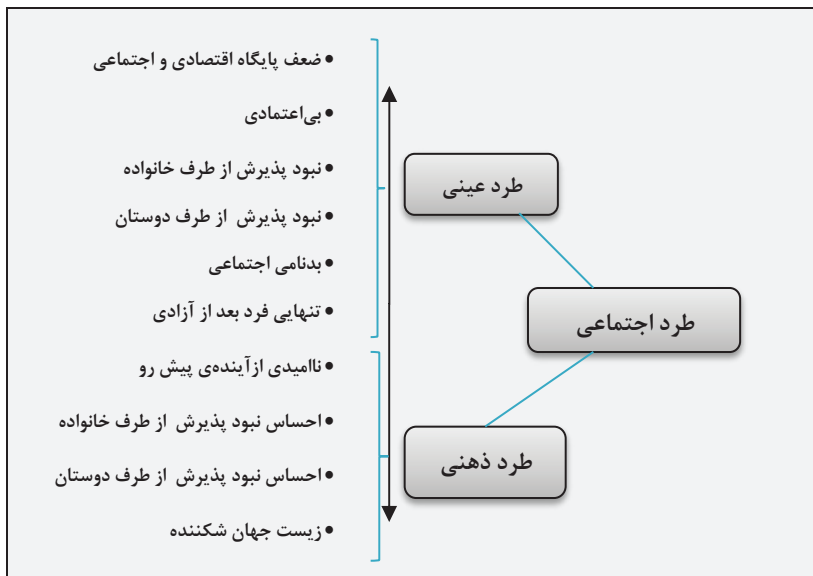 طرد اجتماعی
طرد عینی
• ضعف پایگاه اقتصادی و اجتماعی
• بی‌اعتمادی
• نبود پذیرش از طرف خانواده
• نبود پذیرش از طرف دوستان
• بدنامی اجتماعی
• تنهایی فرد بعد از آزادی
طرد ذهنی
• ناامیدی ازآینده‌ی پیش رو
• احساس نبود پذیرش از طرف خانواده
• احساس نبود پذیرش از طرف دوستان
• زیست جهان شکننده